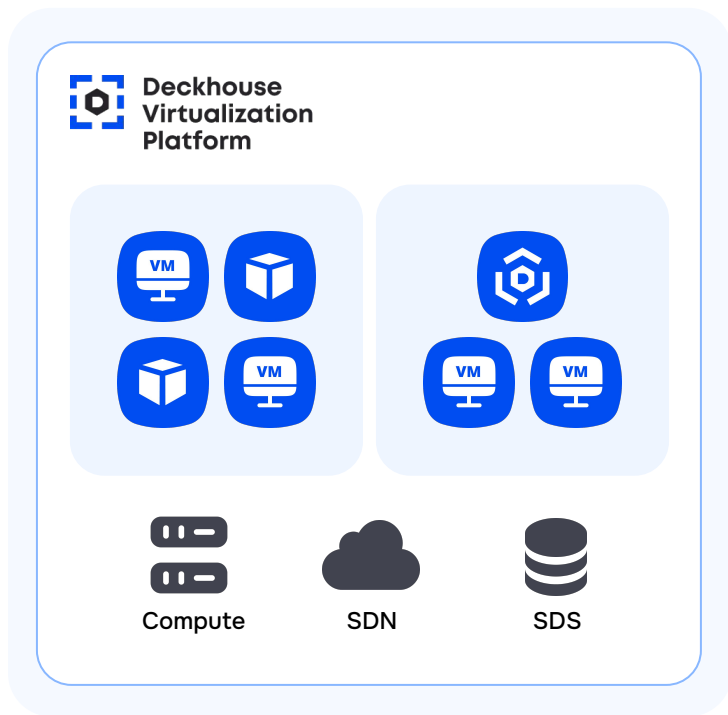 Deckhouse
Virtualization
Platform
VM
VM
VM
VM
Compute
SDN
SDS